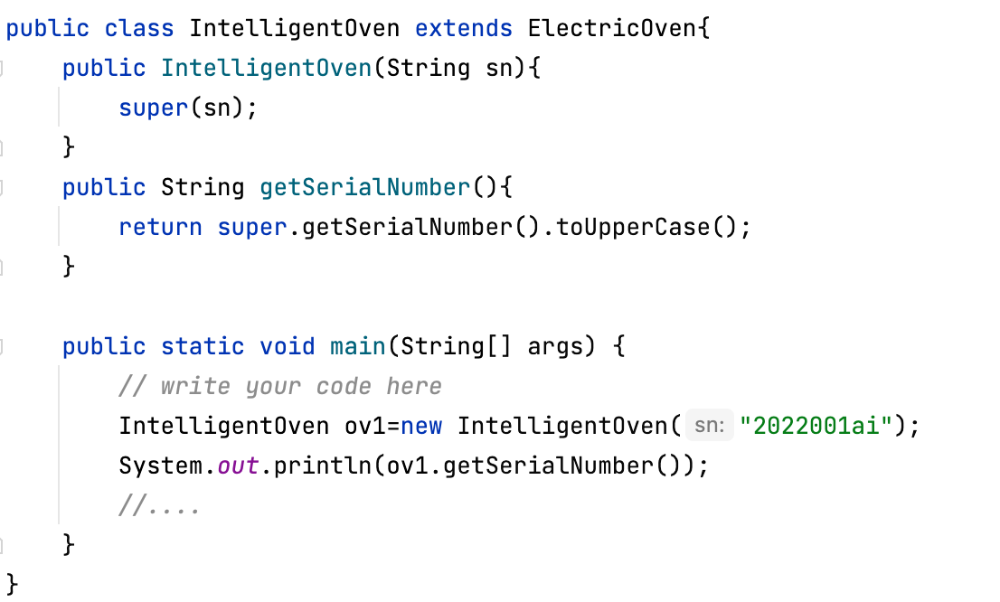 public class IntelligentOven extends ElectricOven{
    public IntelligentOven(String sn){
        super(sn);
    }
    public String getSerialNumber(){
        return super.getSerialNumber().toUpperCase();
    }

    public static void main(String[] args) {
        // write your code here
        IntelligentOven ov1=new IntelligentOven( sn: "2022001ai");
        System.out.println(ov1.getSerialNumber());
        //....
    }
}